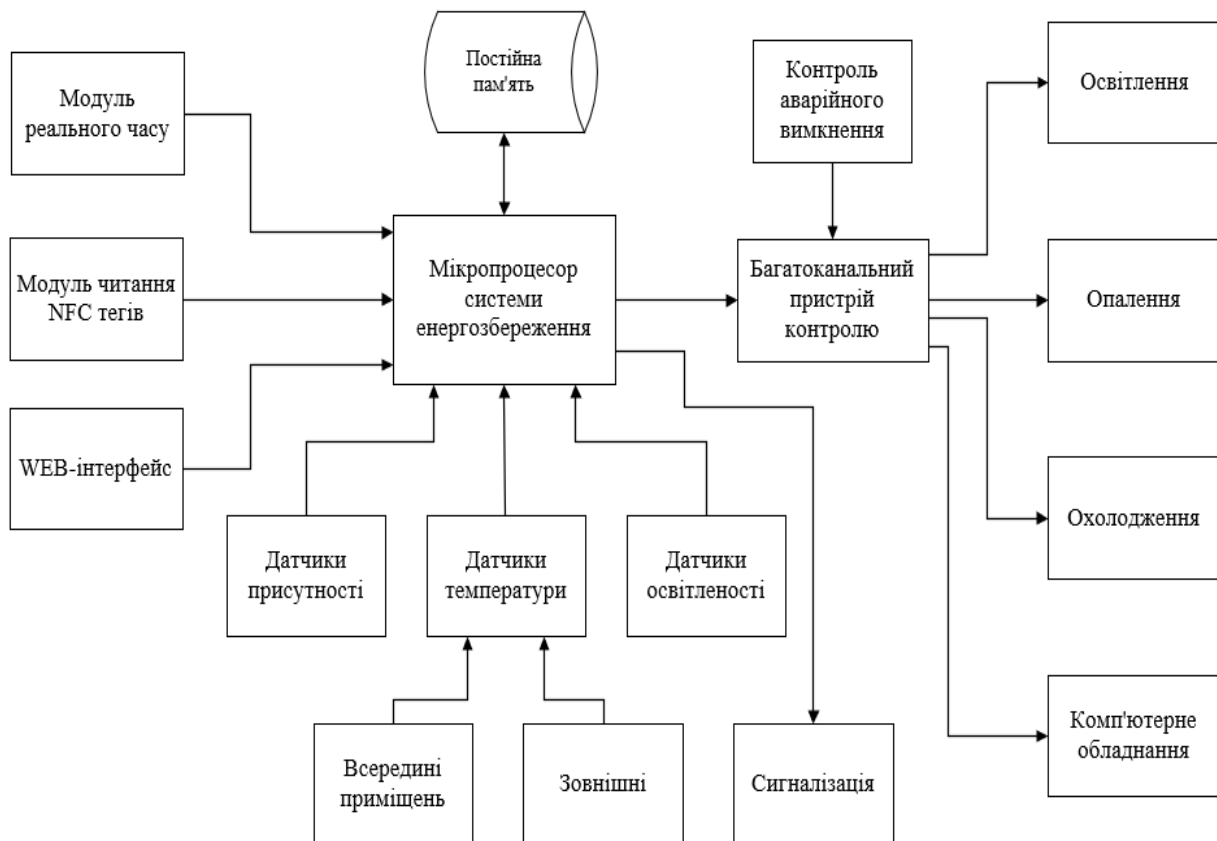 Модуль
реального часу
Постійна
пам'ять
Контроль
аварійного
вимкнення
Освітлення
Модуль читання
NFC тегів
Мікропроцесор
системи
енергозбереження
Багатоканальний
пристрій
контролю
Опалення
WEB-інтерфейс
Датчики
присутності
Датчики
температури
Датчики
освітленості
Охолодження
Всередині
приміщень
Зовнішні
Сигналізація
Комп'ютерне
обладнання